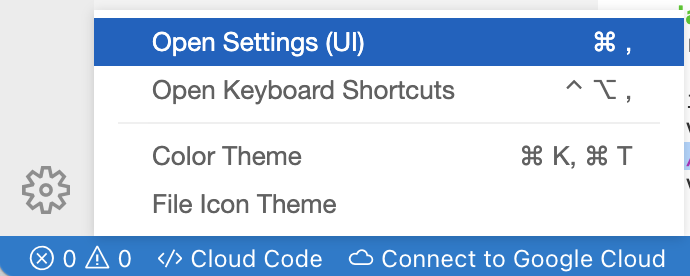 Open Settings (UI) ⌘ ,
Open Keyboard Shortcuts ^ ⌥ ,
Color Theme ⌘ K, ⌘ T
File Icon Theme
0 0 Cloud Code Connect to Google Cloud